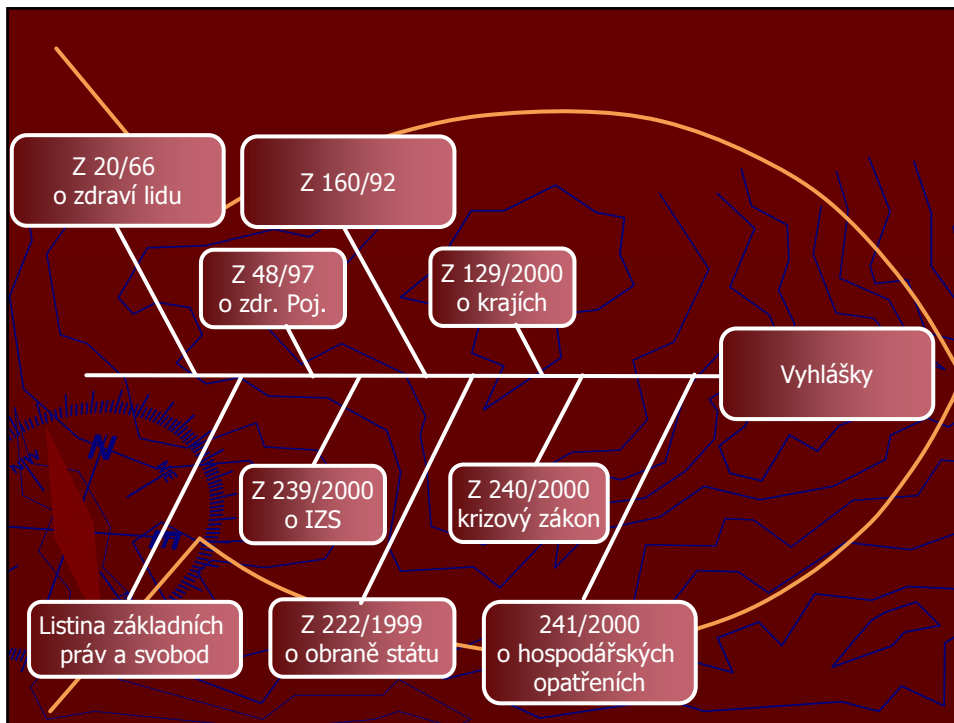 Z 20/66
o zdraví lidu
Z 160/92
Z 48/97
o zdr. Poj.
Z 129/2000
o krajích
Vyhlášky
Z 239/2000
o IZS
Z 240/2000
krizový zákon
Listina základních
práv a svobod
Z 222/1999
o obraně státu
241/2000
o hospodářských
opatřeních